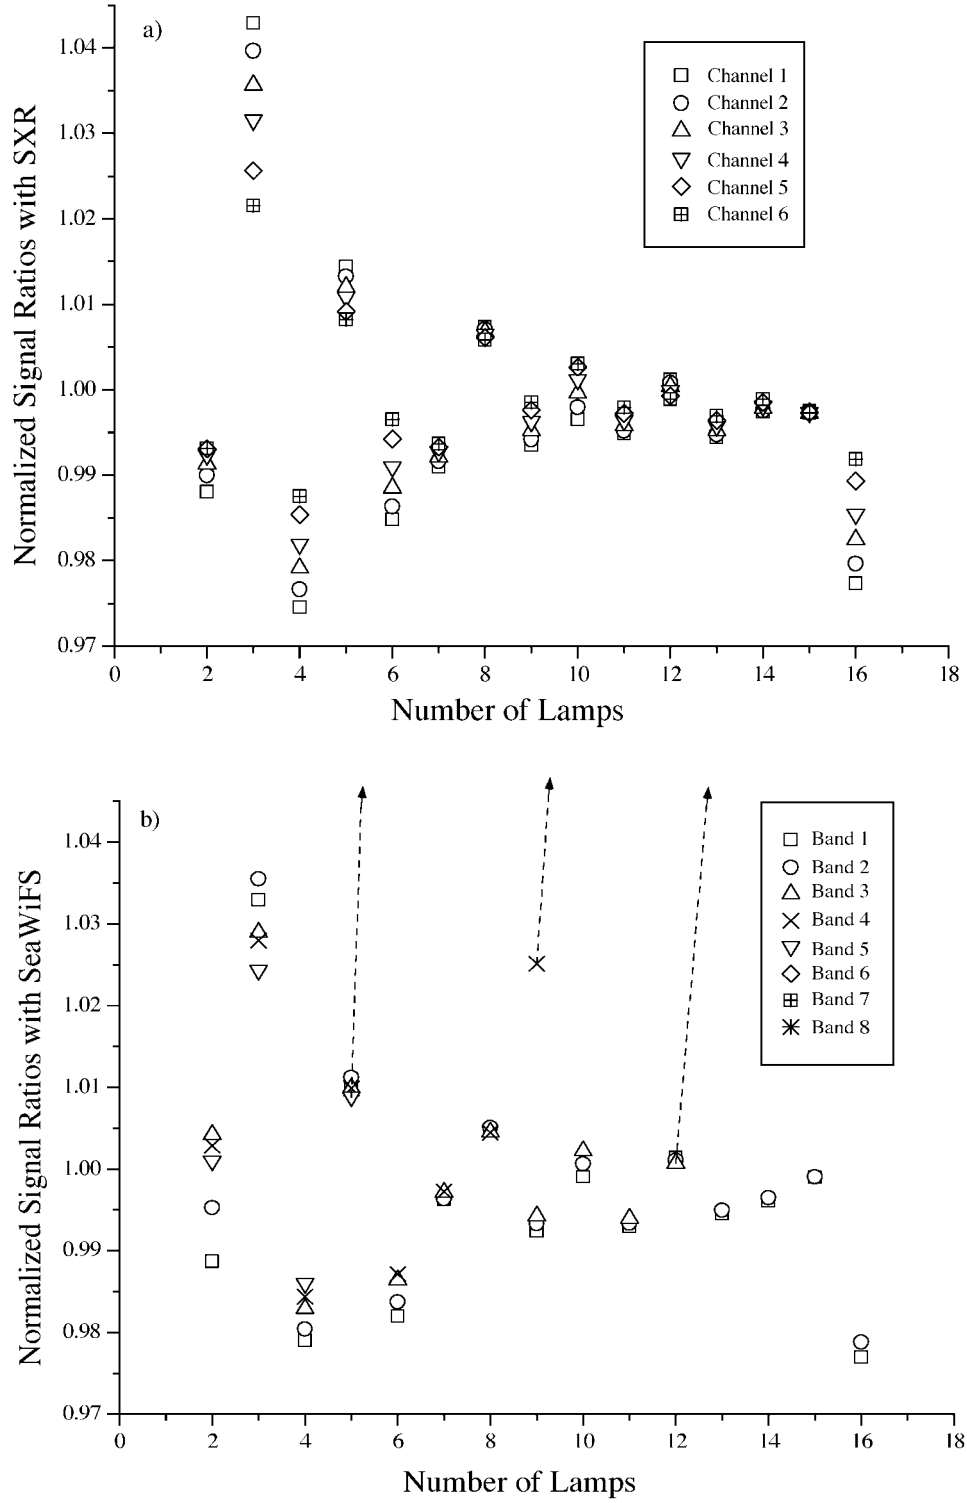 a)
1.04
1.03
1.02
1.01
1.00
0.99
0.98
0.97
Normalized Signal Ratios with SXR
Channel 1
Channel 2
Channel 3
Channel 4
Channel 5
Channel 6
0 2 4 6 8 10 12 14 16 18
Number of Lamps
b)
1.04
1.03
1.02
1.01
1.00
0.99
0.98
0.97
Normalized Signal Ratios with SeaWiFS
Band 1
Band 2
Band 3
Band 4
Band 5
Band 6
Band 7
Band 8
0 2 4 6 8 10 12 14 16 18
Number of Lamps